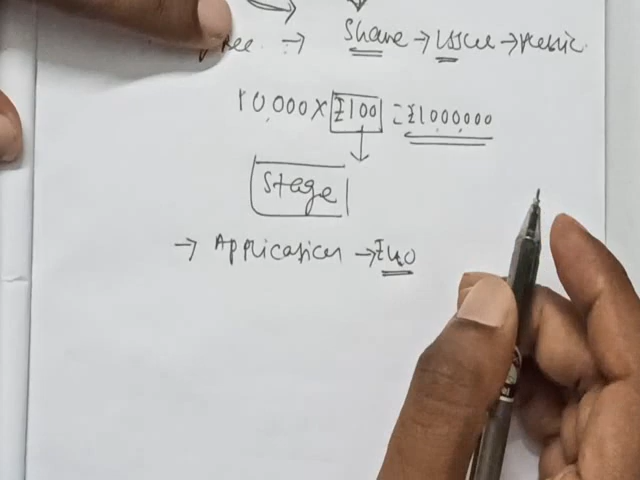 → Share → Issue → Public
10,000 × ₹100 = ₹1000000
Stage
→ Application → ₹40